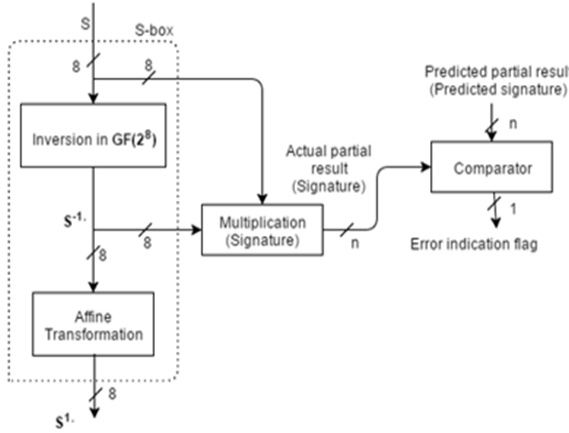 S
S-box
8
8
Inversion in GF(2⁸)
Predicted partial resul
(Predicted signature)
n
Actual partial
result
(Signature)
Comparator
S⁻¹·
8
Multiplication
(Signature)
n
1
Error indication flag
8
Affine
Transformation
8
S¹·